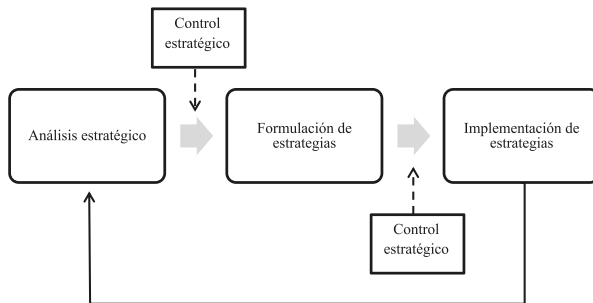 Control
estratégico
Análisis estratégico
Formulación de
estrategias
Implementación de
estrategias
Control
estratégico